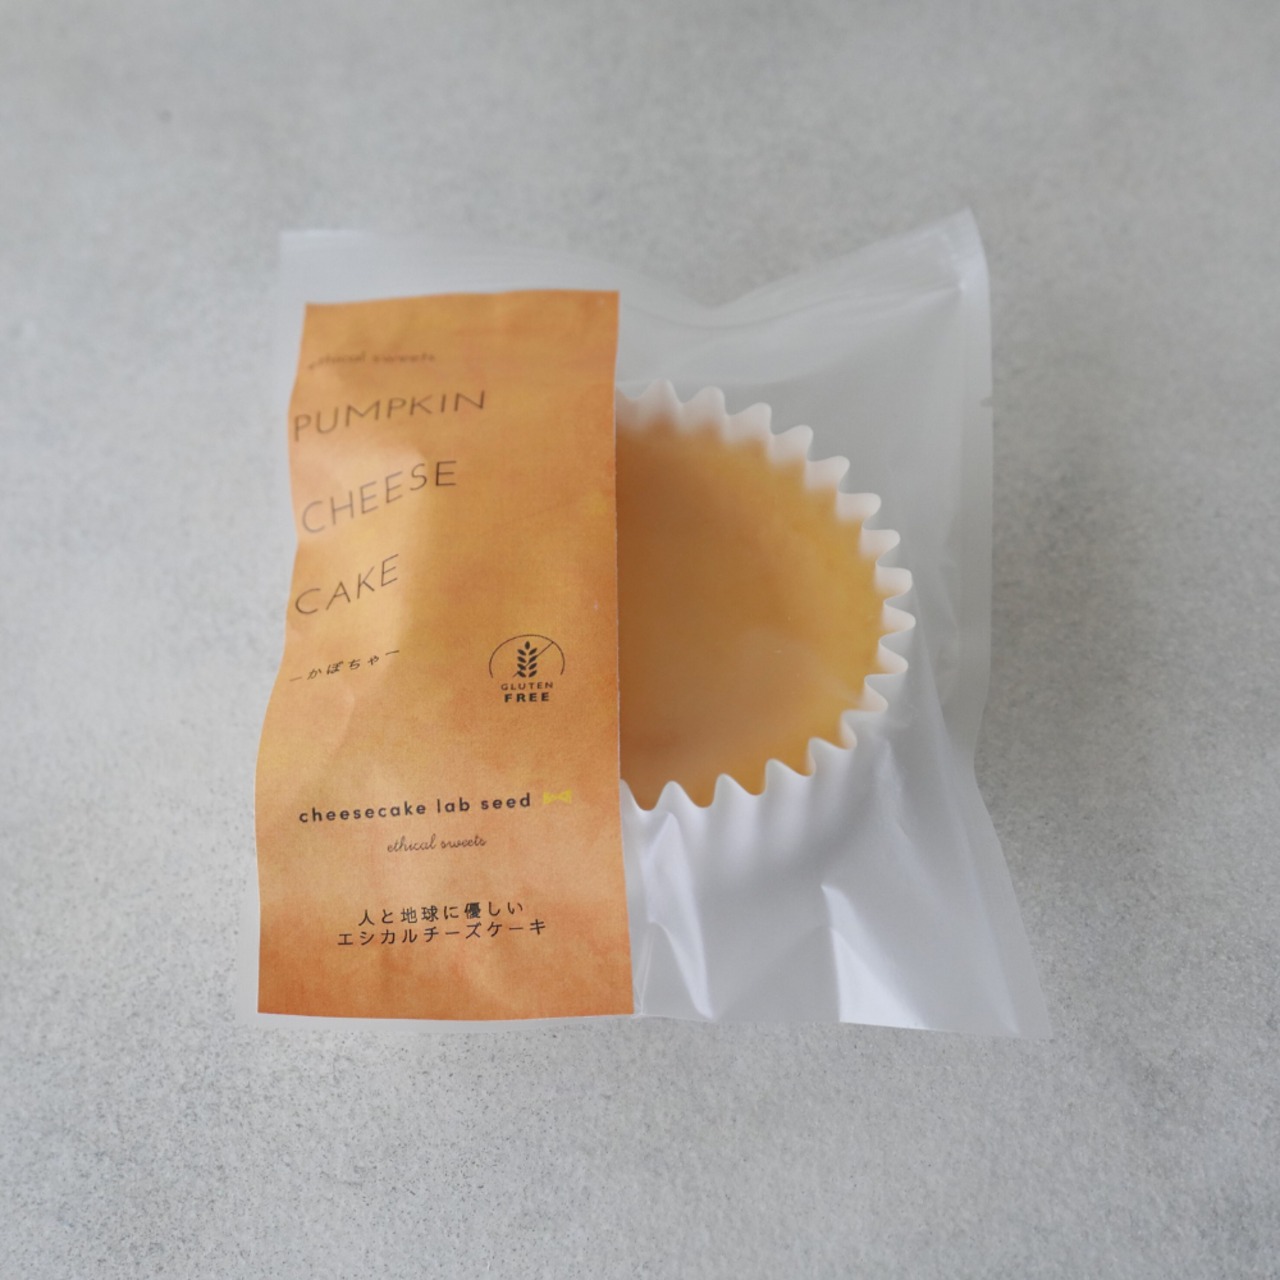 ethical sweets
PUMPKIN
CHEESE
CAKE
ーかぼちゃー
GLUTEN
FREE
cheesecake lab seed
ethical sweets
人と地球に優しい
エシカルチーズケーキ